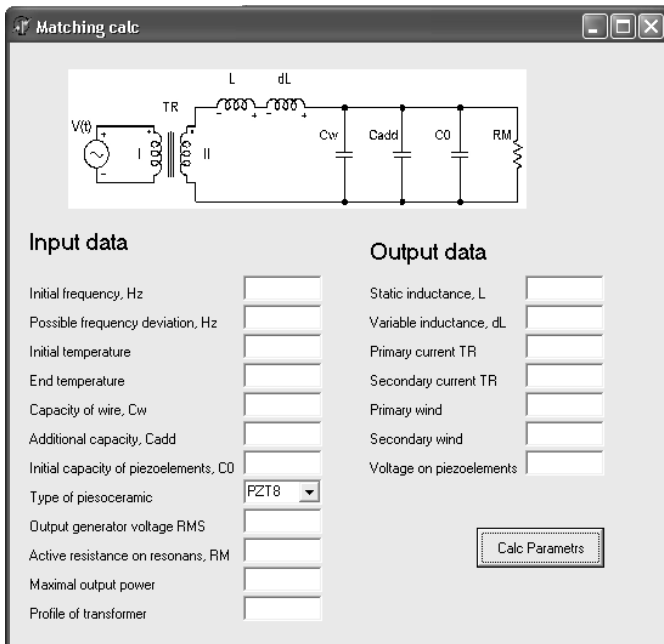 Matching calc
L dL
TR
V(t) I II Cw Cadd C0 RM
Input data
Initial frequency, Hz
Possible frequency deviation, Hz
Initial temperature
End temperature
Capacity of wire, Cw
Additional capacity, Cadd
Initial capacity of piezoelements, C0
Type of piesoceramic PZT8
Output generator voltage RMS
Active resistance on resonans, RM
Maximal output power
Profile of transformer
Output data
Static inductance, L
Variable inductance, dL
Primary current TR
Secondary current TR
Primary wind
Secondary wind
Voltage on piezoelements
Calc Parametrs